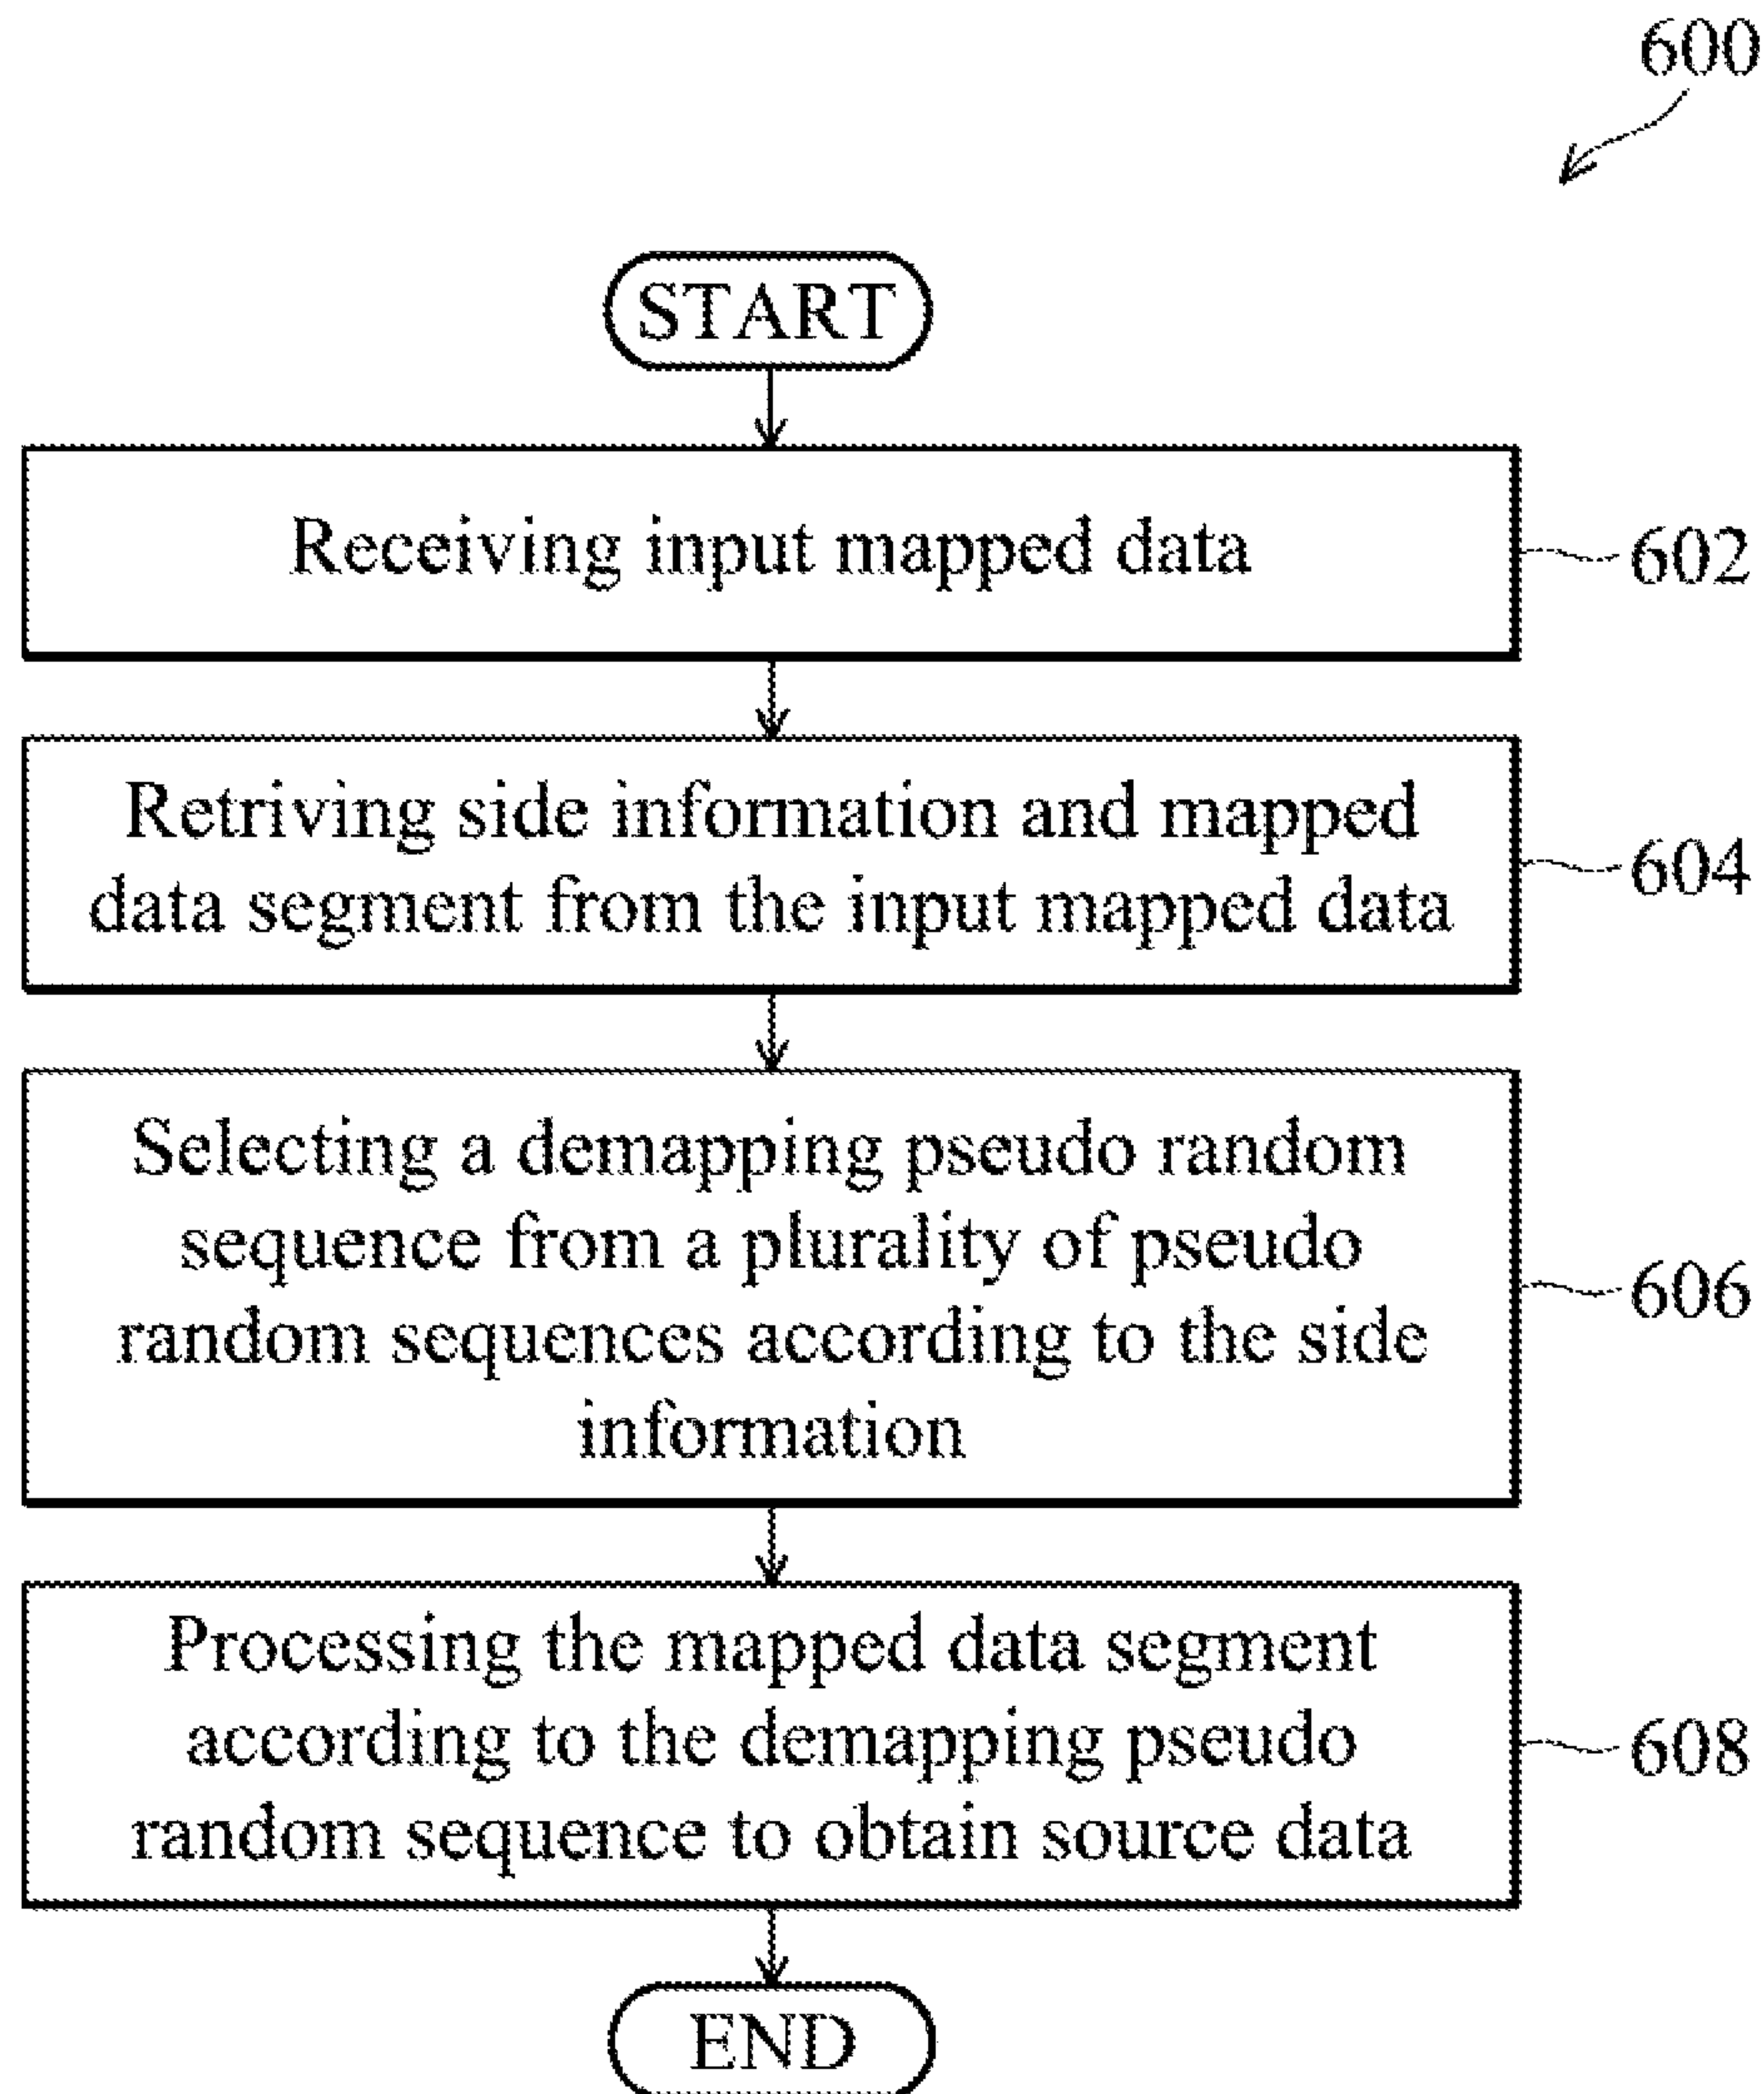 600
START
Receiving input mapped data
602
Retriving side information and mapped
data segment from the input mapped data
604
Selecting a demapping pseudo random
sequence from a plurality of pseudo
random sequences according to the side
information
606
Processing the mapped data segment
according to the demapping pseudo
random sequence to obtain source data
608
END